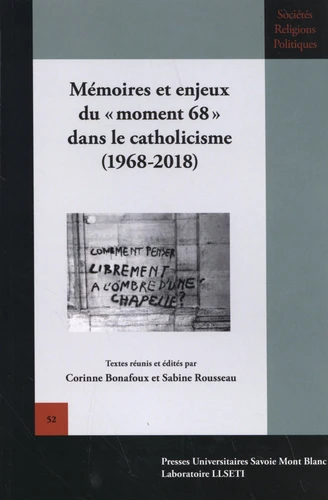 Sociétés
Religions
Politiques
Mémoires et enjeux
du « moment 68 »
dans le catholicisme
(1968-2018)
COMMENT PENSER
LIBREMENT
A L'OMBRE D'UNE
CHAPELLE ?
Textes réunis et édités par
Corinne Bonafoux et Sabine Rousseau
52
Presses Universitaires Savoie Mont Blanc
Laboratoire LLSETI